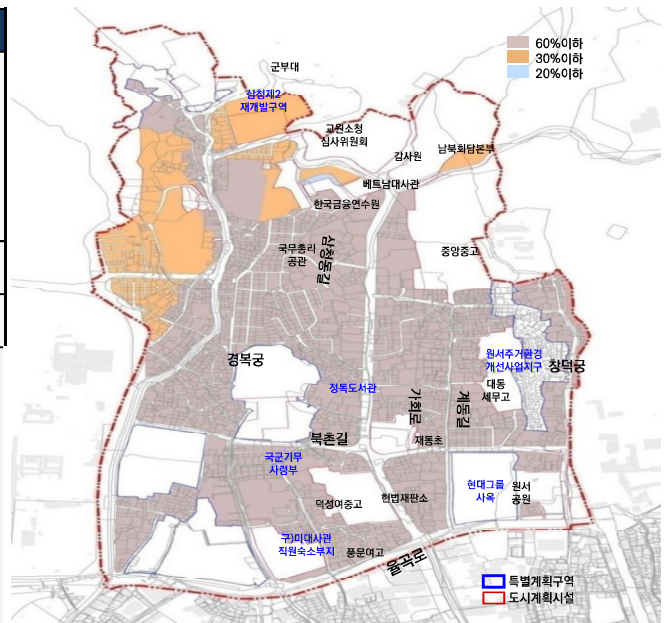 60%이하
30%이하
20%이하
군부대
삼청제2
재개발구역
교원소청
심사위원회
감사원
남북회담본부
베트남대사관
한국금융연수원
국무총리
공관
삼청동길
중앙중고
경복궁
정독도서관
가회로
계동길
원서주거환경
개선사업지구
창덕궁
대동
세무고
북촌길
재동초
국군기무
사령부
덕성여중고
헌법재판소
현대그룹
사옥
원서
공원
구)미대사관
직원숙소부지
풍문여고
율곡로
특별계획구역
도시계획시설